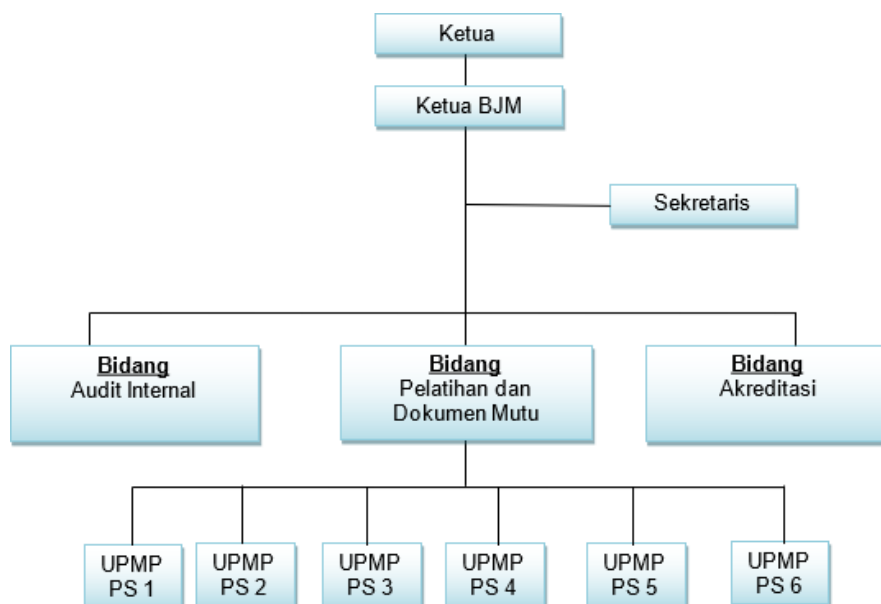 Ketua
Ketua BJM
Sekretaris
Bidang
Audit Internal
Bidang
Pelatihan dan
Dokumen Mutu
Bidang
Akreditasi
UPMP
PS 1
UPMP
PS 2
UPMP
PS 3
UPMP
PS 4
UPMP
PS 5
UPMP
PS 6